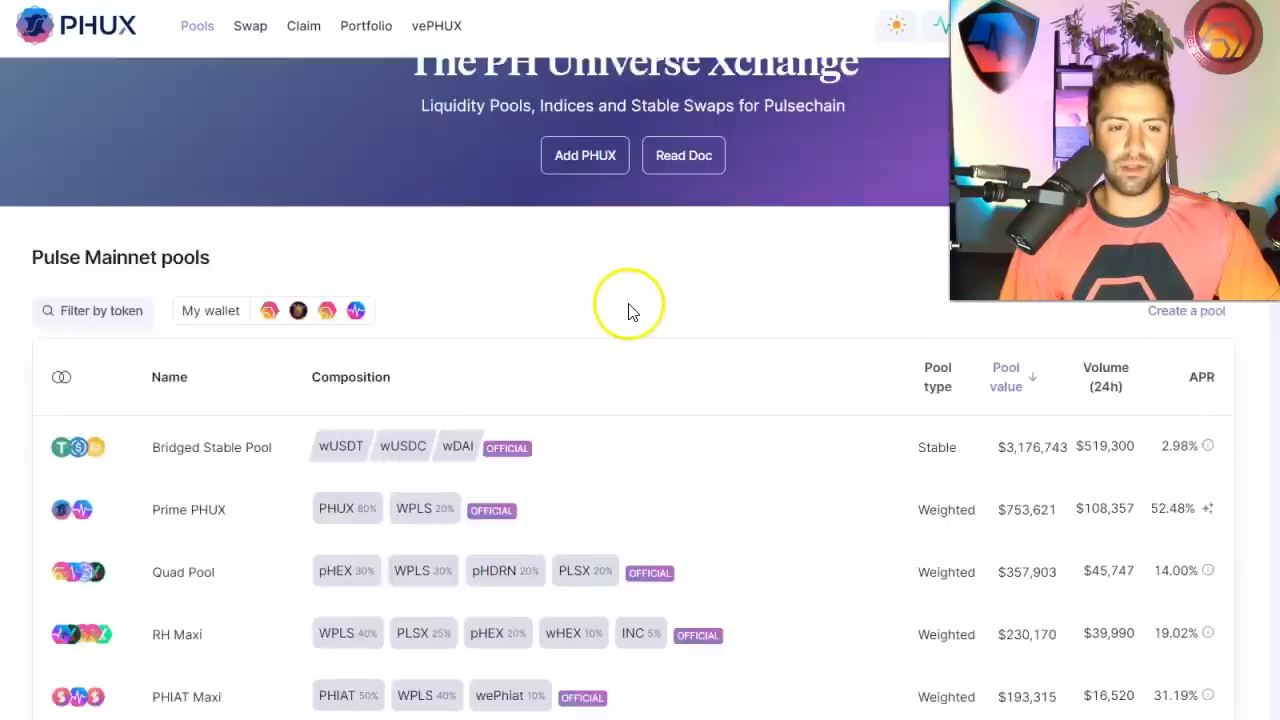 PHUX
Pools
Swap
Claim
Portfolio
vePHUX
The PH Universe Xchange
Liquidity Pools, Indices and Stable Swaps for Pulsechain
Add PHUX
Read Doc
Pulse Mainnet pools
Filter by token
My wallet
Create a pool
Name
Composition
Pool type
Pool value
Volume (24h)
APR
Bridged Stable Pool wUSDT wUSDC wDAI OFFICIAL Stable $3,176,743 $519,300 2.98%
Prime PHUX PHUX 80% WPLS 20% OFFICIAL Weighted $753,621 $108,357 52.48%
Quad Pool pHEX 30% WPLS 30% pHDRN 20% PLSX 20% OFFICIAL Weighted $357,903 $45,747 14.00%
RH Maxi WPLS 40% PLSX 25% pHEX 20% wHEX 10% INC 5% OFFICIAL Weighted $230,170 $39,990 19.02%
PHIAT Maxi PHIAT 50% WPLS 40% wePhiat 10% OFFICIAL Weighted $193,315 $16,520 31.19%